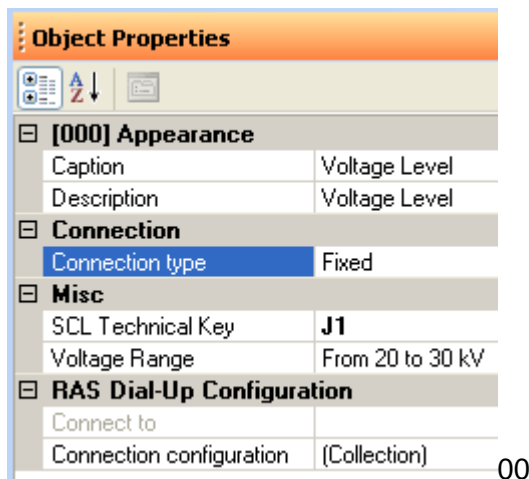 Object Properties
[000] Appearance
Caption Voltage Level
Description Voltage Level
Connection
Connection type Fixed
Misc
SCL Technical Key J1
Voltage Range From 20 to 30 kV
RAS Dial-Up Configuration
Connect to
Connection configuration (Collection)
00